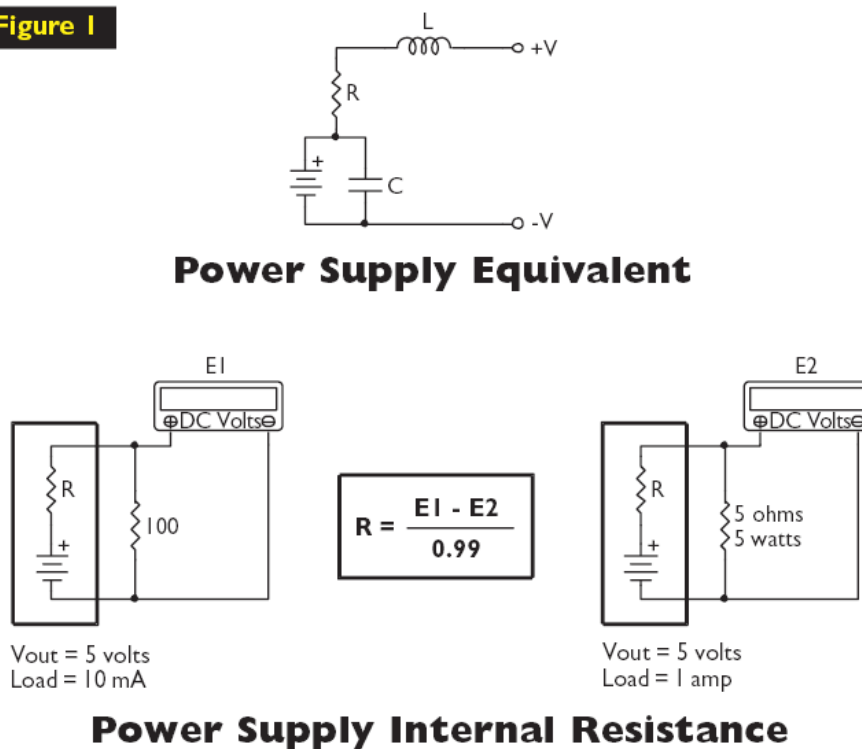 Figure 1
L
+V
R
+
C
-V
Power Supply Equivalent
E1
E2
⊕DC Volts⊖
⊕DC Volts⊖
R
100
+
R = E1 - E2
0.99
R
5 ohms
5 watts
+
Vout = 5 volts
Load = 10 mA
Vout = 5 volts
Load = 1 amp
Power Supply Internal Resistance